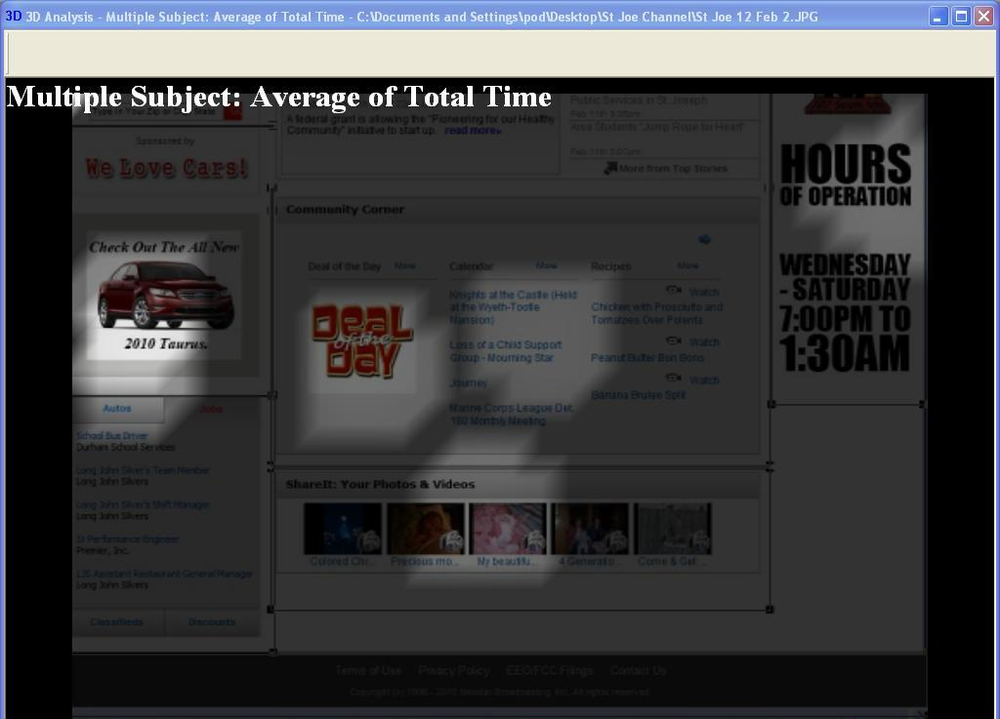 3D 3D Analysis - Multiple Subject: Average of Total Time - C:\Documents and Settings\pod\Desktop\St Joe Channel\St Joe 12 Feb 2.JPG
Multiple Subject: Average of Total Time
Type in Your Zip or City, State
Sponsored by
We Love Cars!
Check Out The All New
2010 Taurus.
Autos
Jobs
School Bus Driver
Durham School Services
Long John Silver's Team Member
Long John Silvers
Long John Silver's Shift Manager
Long John Silvers
Sr Performance Engineer
Premier, Inc.
LJS Assistant Restaurant General Manager
Long John Silvers
Classifieds
Discounts
A federal grant is allowing the "Pioneering for our Healthy
Community" initiative to start up. read more»
Public Services in St. Joseph
Feb 11th 5:38pm
Area Students "Jump Rope for Heart"
Feb 11th 5:07pm
More from Top Stories
Community Corner
Deal of the Day More
Deal
of the
Day
Calendar More
Knights at the Castle (Held
at the Wyeth-Tootle
Mansion)
Loss of a Child Support
Group - Mourning Star
Journey
Marine Corps League Det.
180 Monthly Meeting
Recipes More
Watch
Chicken with Prosciutto and
Tomatoes Over Polenta
Watch
Peanut Butter Bon Bons
Watch
Banana Brulee Split
ShareIt: Your Photos & Videos
Colored Chr...
Precious mo...
My beautifu...
4 Generatio...
Come & Get ...
HOURS
OF OPERATION
WEDNESDAY
- SATURDAY
7:00PM TO
1:30AM
Terms of Use Privacy Policy EEO/FCC Filings Contact Us
Copyright (c) 1998 - 2010 Nexstar Broadcasting, Inc. All rights reserved